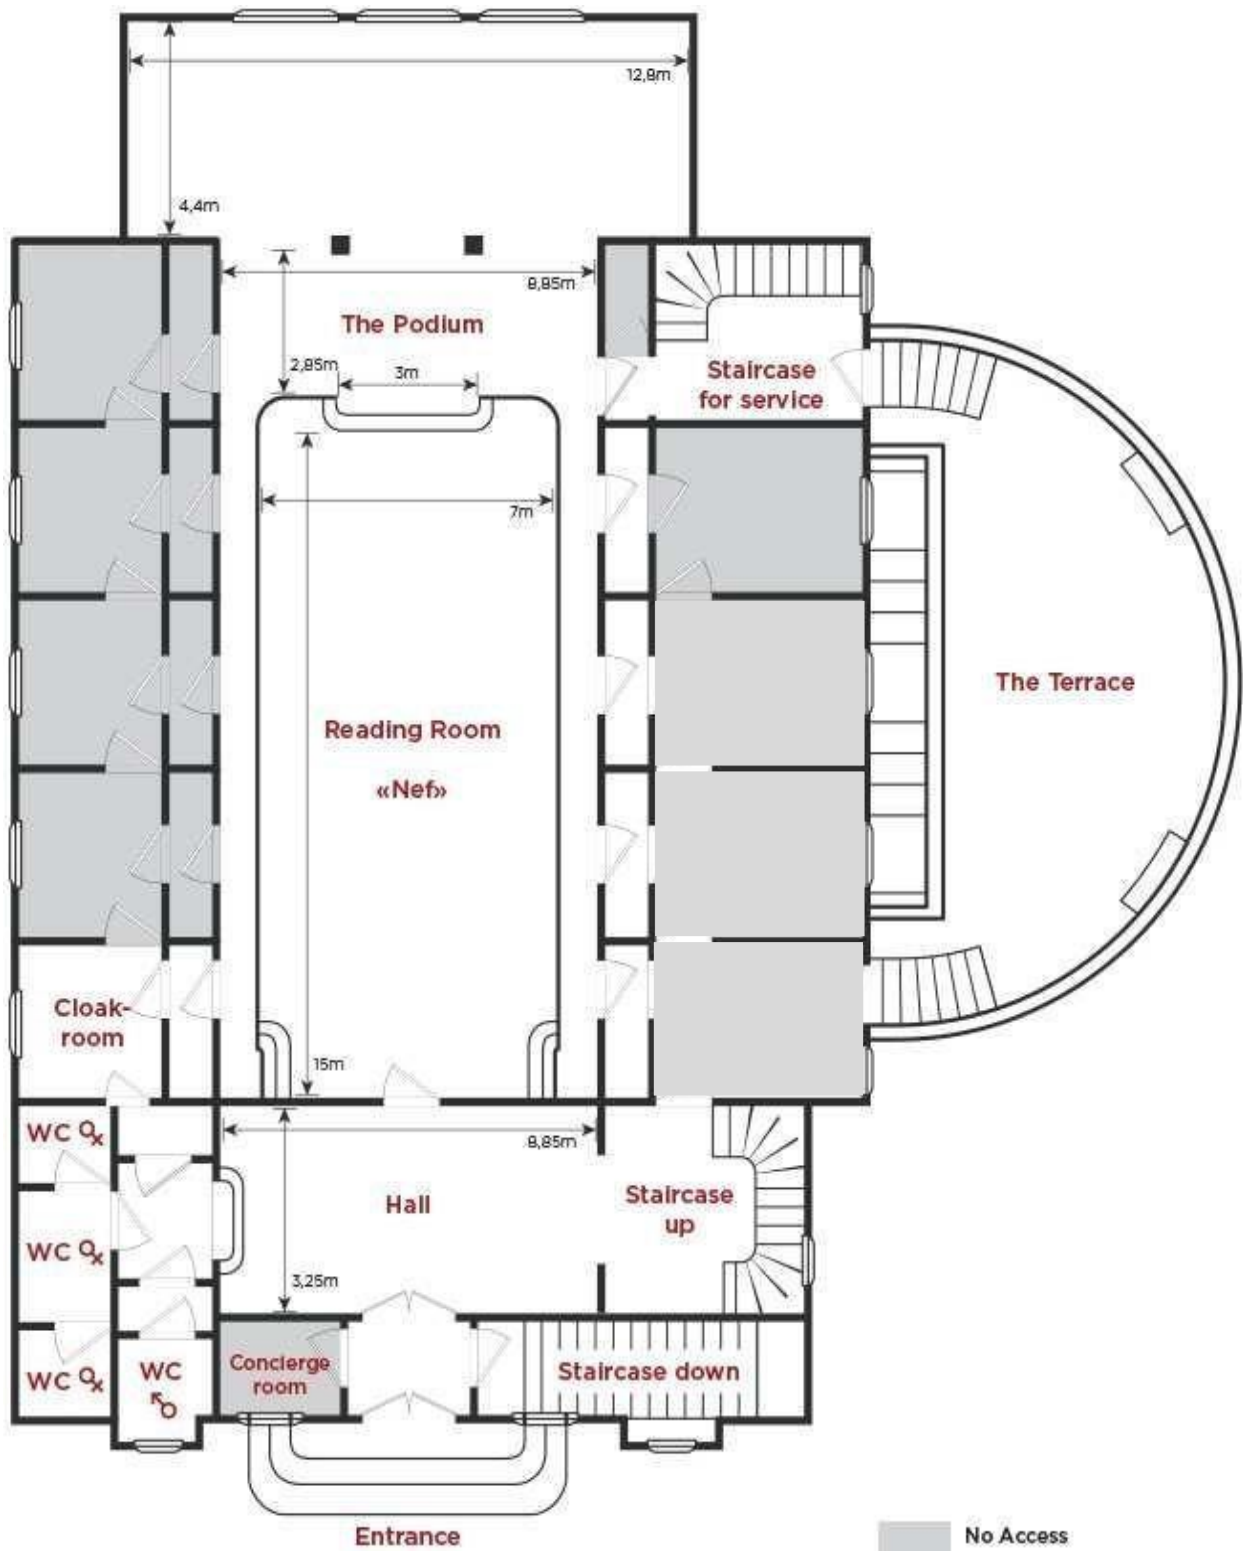 12,8m
4,4m
8,85m
The Podium
2,85m
3m
Staircase
for service
7m
The Terrace
Reading Room
«Nef»
Cloak-
room
15m
WC
8,85m
Hall
Staircase
up
WC
3,25m
Concierge
room
Staircase down
WC
WC
Entrance
No Access